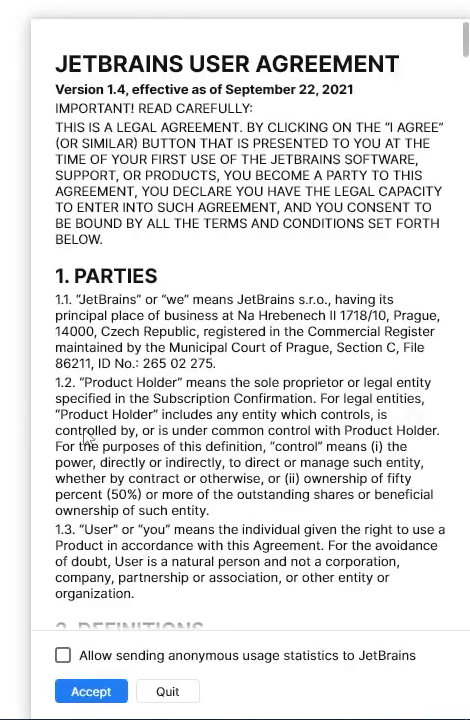 JETBRAINS USER AGREEMENT
Version 1.4, effective as of September 22, 2021
IMPORTANT! READ CAREFULLY:
THIS IS A LEGAL AGREEMENT. BY CLICKING ON THE “I AGREE”
(OR SIMILAR) BUTTON THAT IS PRESENTED TO YOU AT THE
TIME OF YOUR FIRST USE OF THE JETBRAINS SOFTWARE,
SUPPORT, OR PRODUCTS, YOU BECOME A PARTY TO THIS
AGREEMENT, YOU DECLARE YOU HAVE THE LEGAL CAPACITY
TO ENTER INTO SUCH AGREEMENT, AND YOU CONSENT TO
BE BOUND BY ALL THE TERMS AND CONDITIONS SET FORTH
BELOW.
1. PARTIES
1.1. “JetBrains” or “we” means JetBrains s.r.o., having its
principal place of business at Na Hrebenech II 1718/10, Prague,
14000, Czech Republic, registered in the Commercial Register
maintained by the Municipal Court of Prague, Section C, File
86211, ID No.: 265 02 275.
1.2. “Product Holder” means the sole proprietor or legal entity
specified in the Subscription Confirmation. For legal entities,
“Product Holder” includes any entity which controls, is
controlled by, or is under common control with Product Holder.
For the purposes of this definition, “control” means (i) the
power, directly or indirectly, to direct or manage such entity,
whether by contract or otherwise, or (ii) ownership of fifty
percent (50%) or more of the outstanding shares or beneficial
ownership of such entity.
1.3. “User” or “you” means the individual given the right to use a
Product in accordance with this Agreement. For the avoidance
of doubt, User is a natural person and not a corporation,
company, partnership or association, or other entity or
organization.
2. DEFINITIONS
Allow sending anonymous usage statistics to JetBrains
Accept
Quit